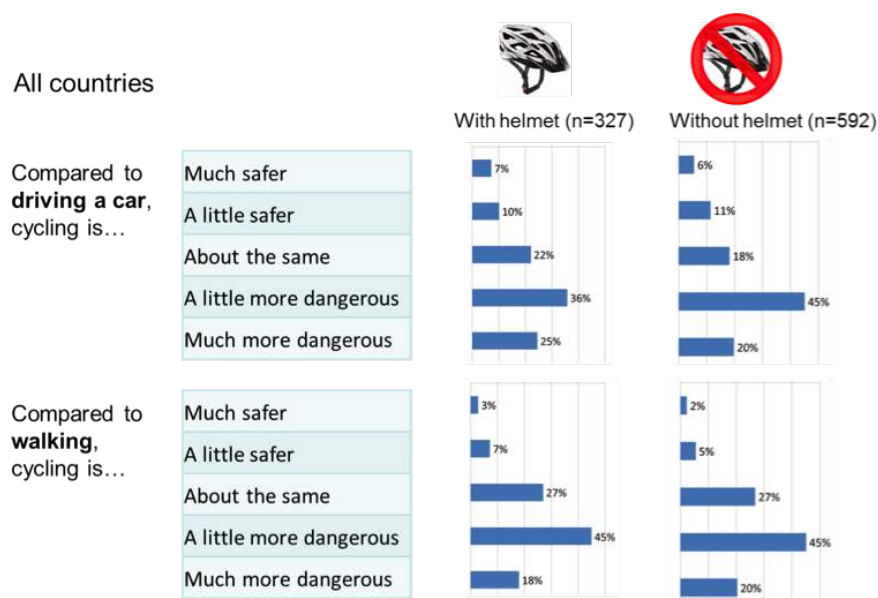 All countries
With helmet (n=327)
Without helmet (n=592)
Compared to
driving a car,
cycling is…
Much safer
7%
6%
A little safer
10%
11%
About the same
22%
18%
A little more dangerous
36%
45%
Much more dangerous
25%
20%
Compared to
walking,
cycling is…
Much safer
3%
2%
A little safer
7%
5%
About the same
27%
27%
A little more dangerous
45%
45%
Much more dangerous
18%
20%